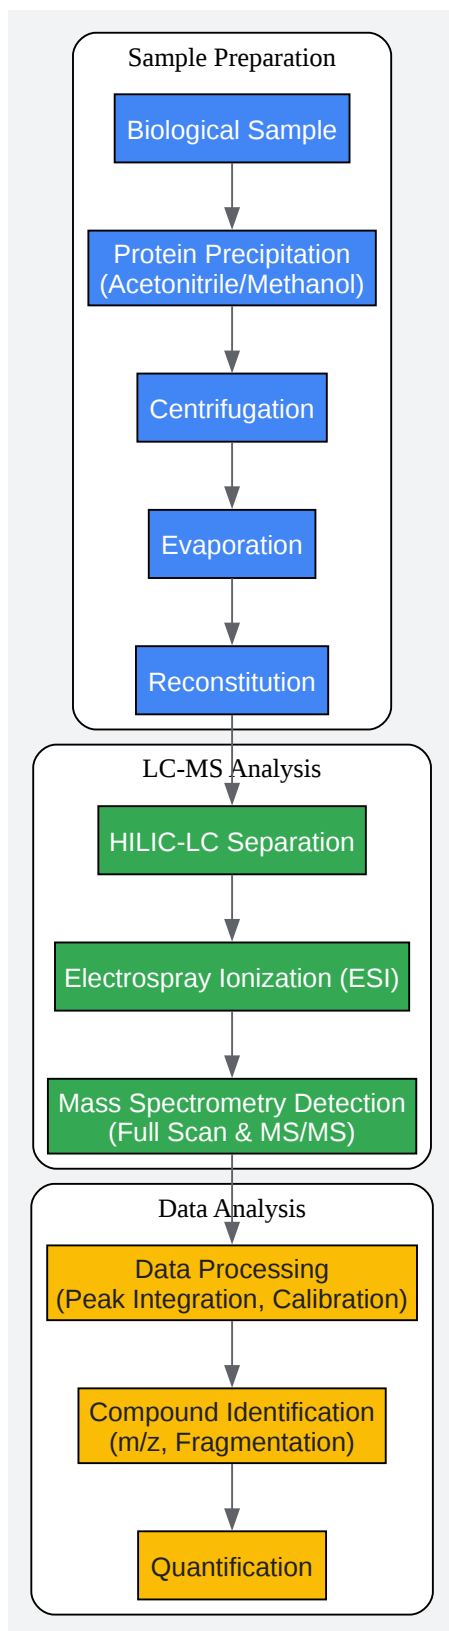 Sample Preparation
Biological Sample
Protein Precipitation
(Acetonitrile/Methanol)
Centrifugation
Evaporation
Reconstitution
LC-MS Analysis
HILIC-LC Separation
Electrospray Ionization (ESI)
Mass Spectrometry Detection
(Full Scan & MS/MS)
Data Analysis
Data Processing
(Peak Integration, Calibration)
Compound Identification
(m/z, Fragmentation)
Quantification